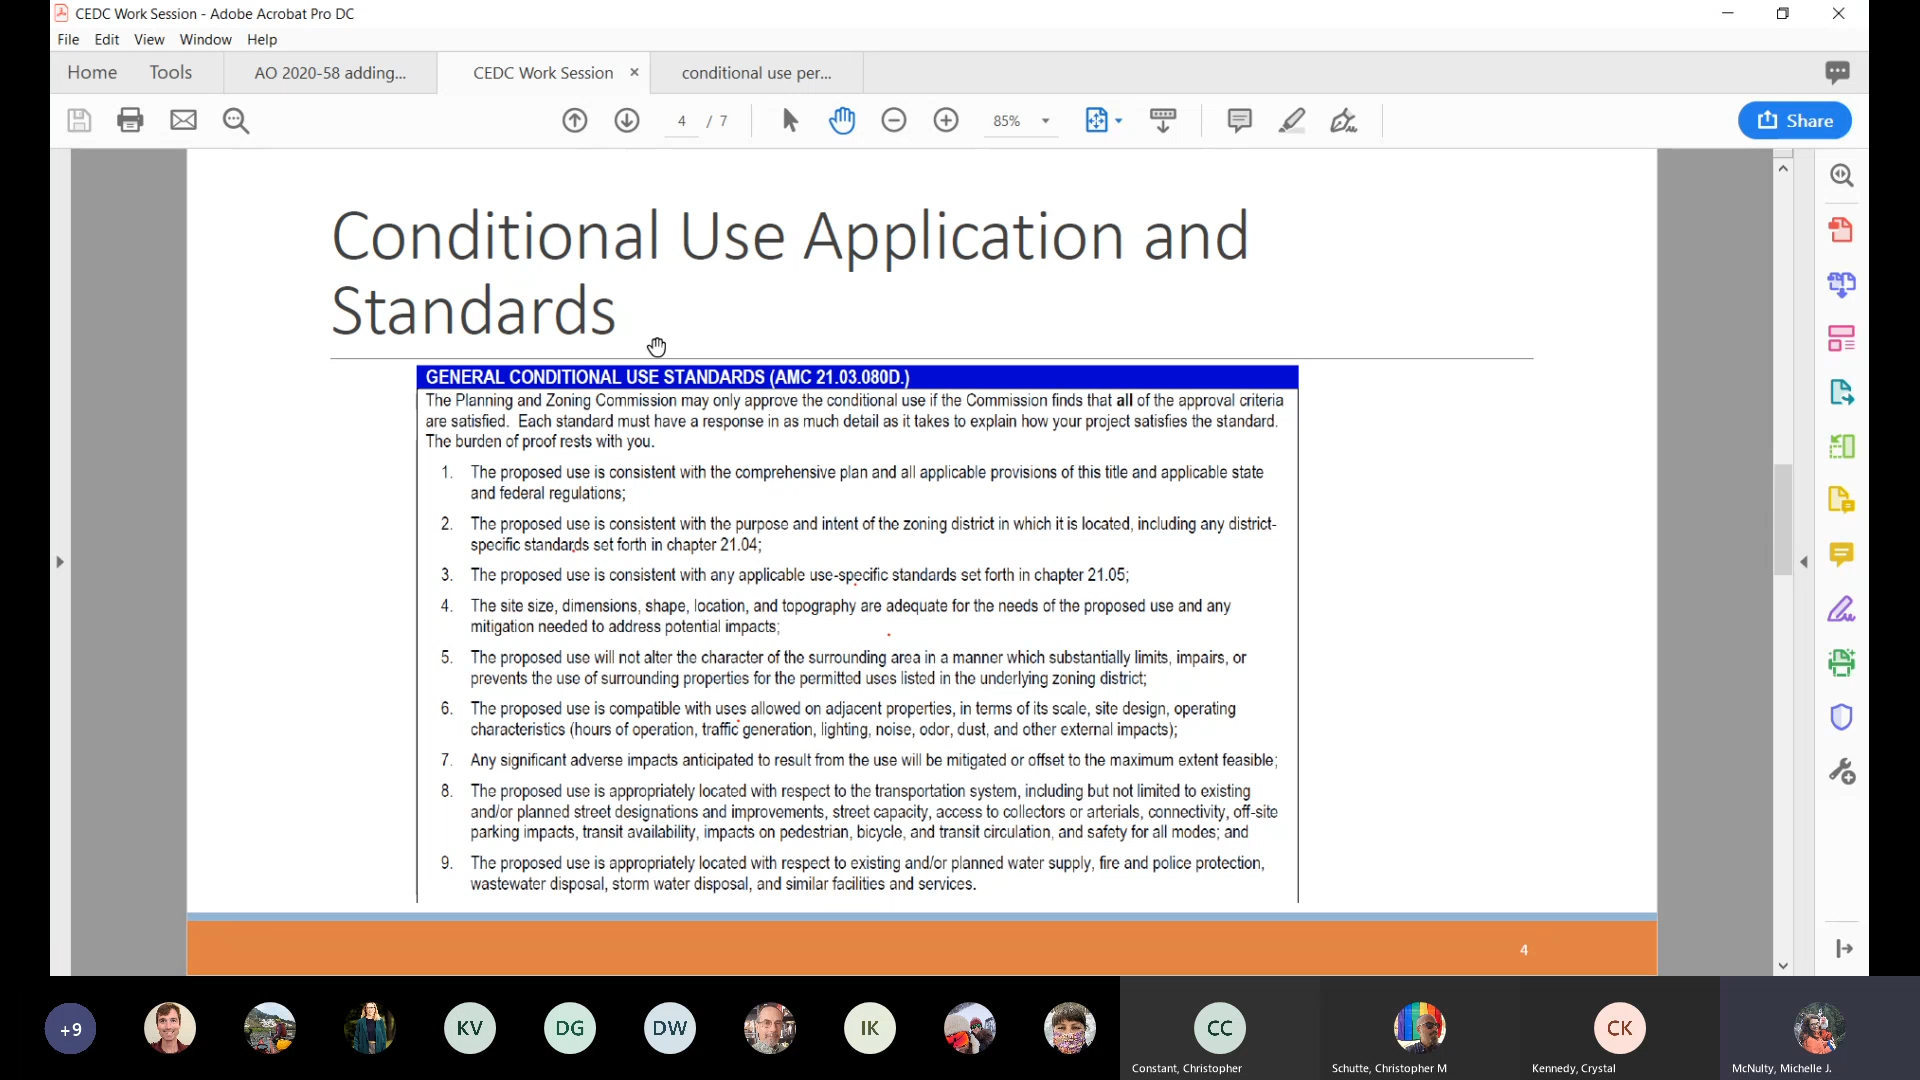 CEDC Work Session - Adobe Acrobat Pro DC
File Edit View Window Help
Home Tools AO 2020-58 adding... CEDC Work Session × conditional use per...
4 / 7 85% Share
Conditional Use Application and
Standards
GENERAL CONDITIONAL USE STANDARDS (AMC 21.03.080D.)
The Planning and Zoning Commission may only approve the conditional use if the Commission finds that all of the approval criteria
are satisfied. Each standard must have a response in as much detail as it takes to explain how your project satisfies the standard.
The burden of proof rests with you.
1. The proposed use is consistent with the comprehensive plan and all applicable provisions of this title and applicable state
and federal regulations;
2. The proposed use is consistent with the purpose and intent of the zoning district in which it is located, including any district-
specific standards set forth in chapter 21.04;
3. The proposed use is consistent with any applicable use-specific standards set forth in chapter 21.05;
4. The site size, dimensions, shape, location, and topography are adequate for the needs of the proposed use and any
mitigation needed to address potential impacts;
5. The proposed use will not alter the character of the surrounding area in a manner which substantially limits, impairs, or
prevents the use of surrounding properties for the permitted uses listed in the underlying zoning district;
6. The proposed use is compatible with uses allowed on adjacent properties, in terms of its scale, site design, operating
characteristics (hours of operation, traffic generation, lighting, noise, odor, dust, and other external impacts);
7. Any significant adverse impacts anticipated to result from the use will be mitigated or offset to the maximum extent feasible;
8. The proposed use is appropriately located with respect to the transportation system, including but not limited to existing
and/or planned street designations and improvements, street capacity, access to collectors or arterials, connectivity, off-site
parking impacts, transit availability, impacts on pedestrian, bicycle, and transit circulation, and safety for all modes; and
9. The proposed use is appropriately located with respect to existing and/or planned water supply, fire and police protection,
wastewater disposal, storm water disposal, and similar facilities and services.
4
+9 KV DG DW IK CC CK
Constant, Christopher Schutte, Christopher M Kennedy, Crystal McNulty, Michelle J.